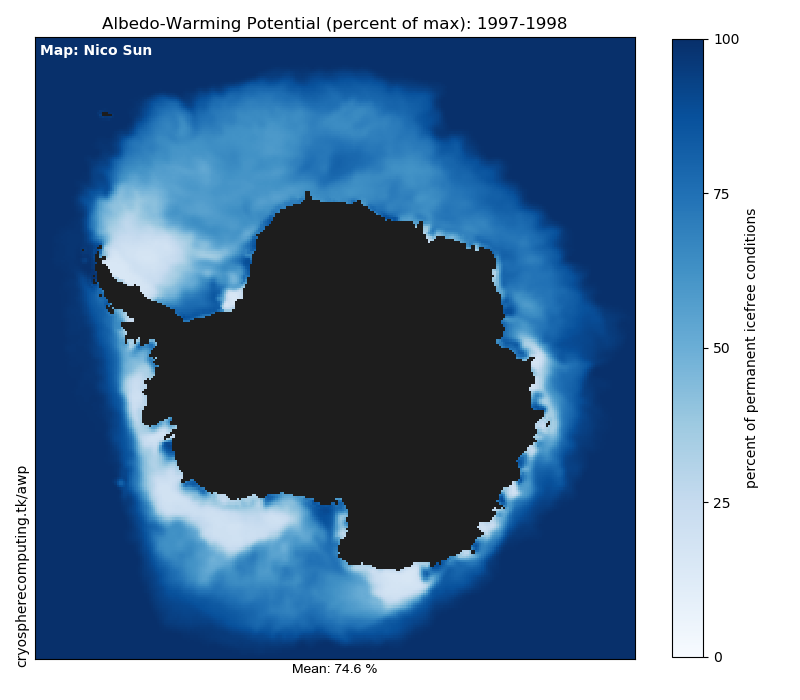 Albedo-Warming Potential (percent of max): 1997-1998
Map: Nico Sun
100
75
50
25
0
percent of permanent icefree conditions
cryospherecomputing.tk/awp
Mean: 74.6 %